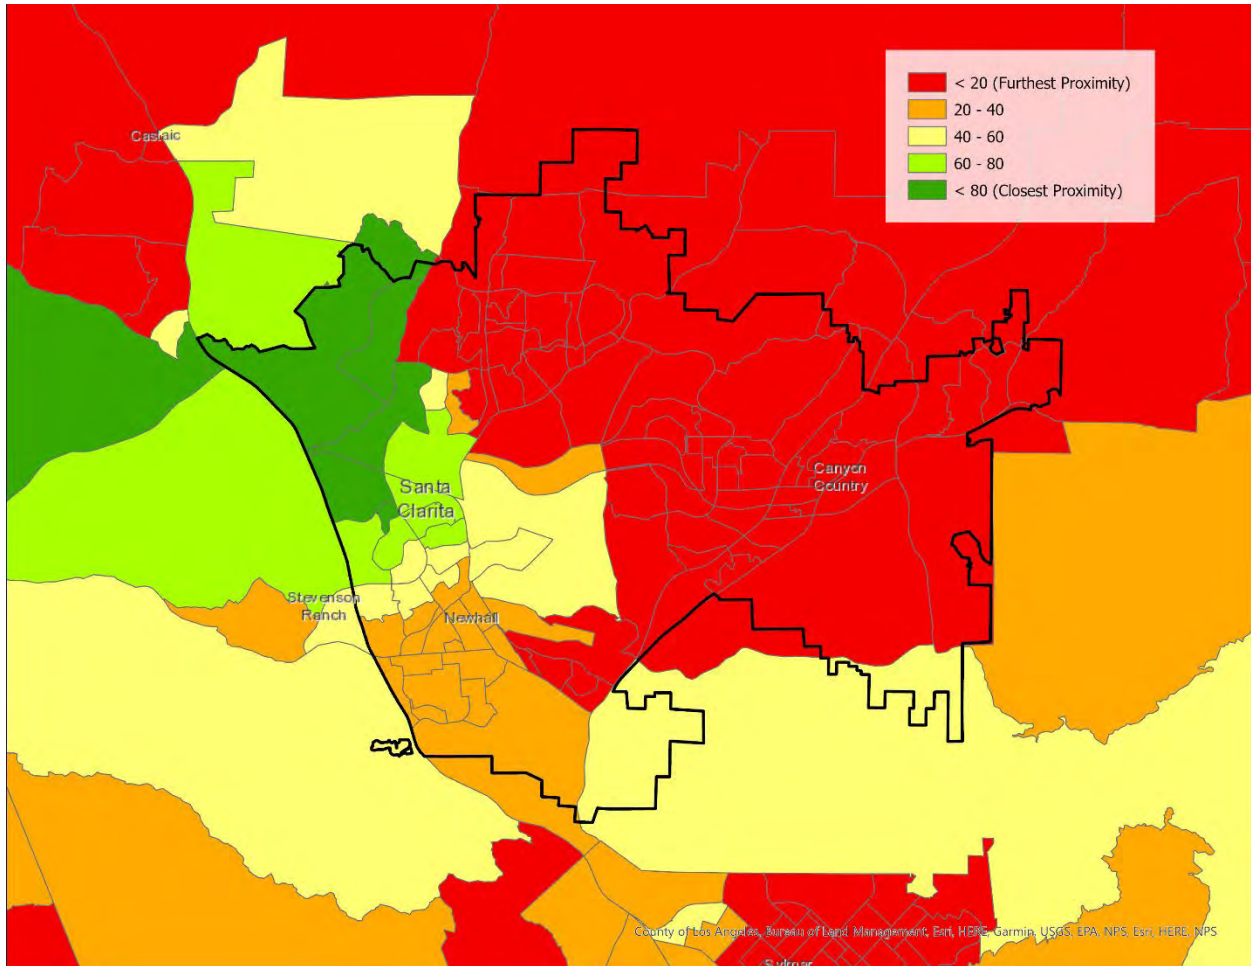 < 20 (Furthest Proximity)
20 - 40
40 - 60
60 - 80
< 80 (Closest Proximity)
Castaic
Canyon
Country
Santa
Clarita
Stevenson
Ranch
Newhall
County of Los Angeles, Bureau of Land Management, Esri, HERE, Garmin, USGS, EPA, NPS, Esri, HERE, NPS
Sylmar